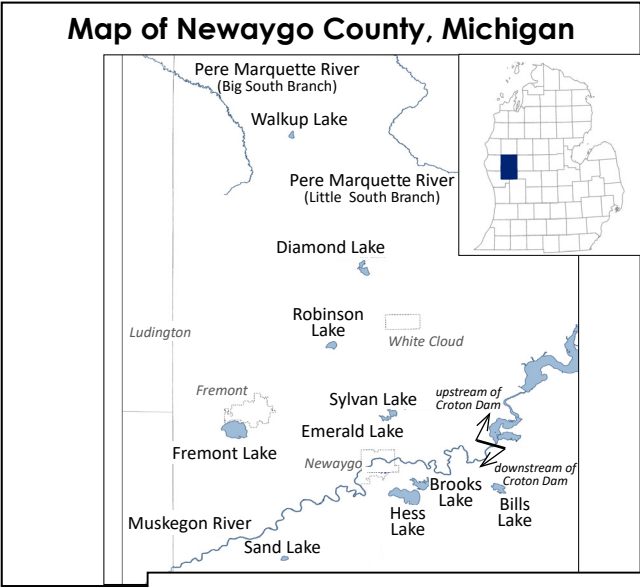 Map of Newaygo County, Michigan
Pere Marquette River
(Big South Branch)
Walkup Lake
Pere Marquette River
(Little South Branch)
Diamond Lake
Robinson
Lake
Ludington
White Cloud
Fremont
Sylvan Lake
upstream of
Croton Dam
Emerald Lake
Fremont Lake
Newaygo
downstream of
Croton Dam
Brooks
Lake
Bills
Lake
Hess
Lake
Muskegon River
Sand Lake